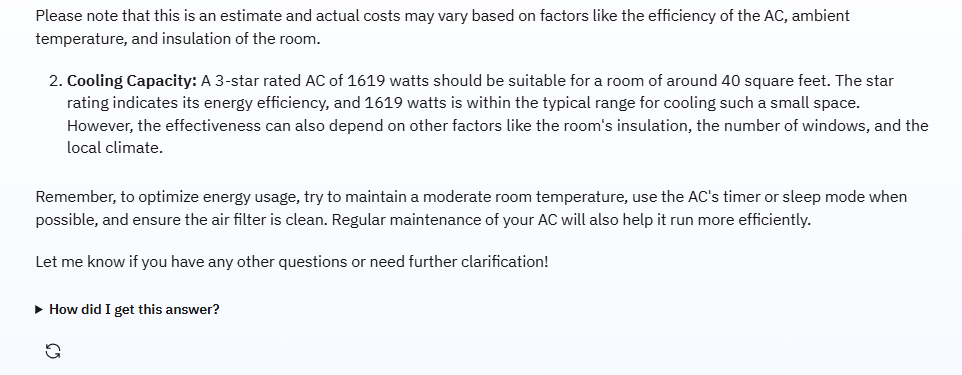 Please note that this is an estimate and actual costs may vary based on factors like the efficiency of the AC, ambient
temperature, and insulation of the room.
2. Cooling Capacity: A 3-star rated AC of 1619 watts should be suitable for a room of around 40 square feet. The star
rating indicates its energy efficiency, and 1619 watts is within the typical range for cooling such a small space.
However, the effectiveness can also depend on other factors like the room's insulation, the number of windows, and the
local climate.
Remember, to optimize energy usage, try to maintain a moderate room temperature, use the AC's timer or sleep mode when
possible, and ensure the air filter is clean. Regular maintenance of your AC will also help it run more efficiently.
Let me know if you have any other questions or need further clarification!
How did I get this answer?